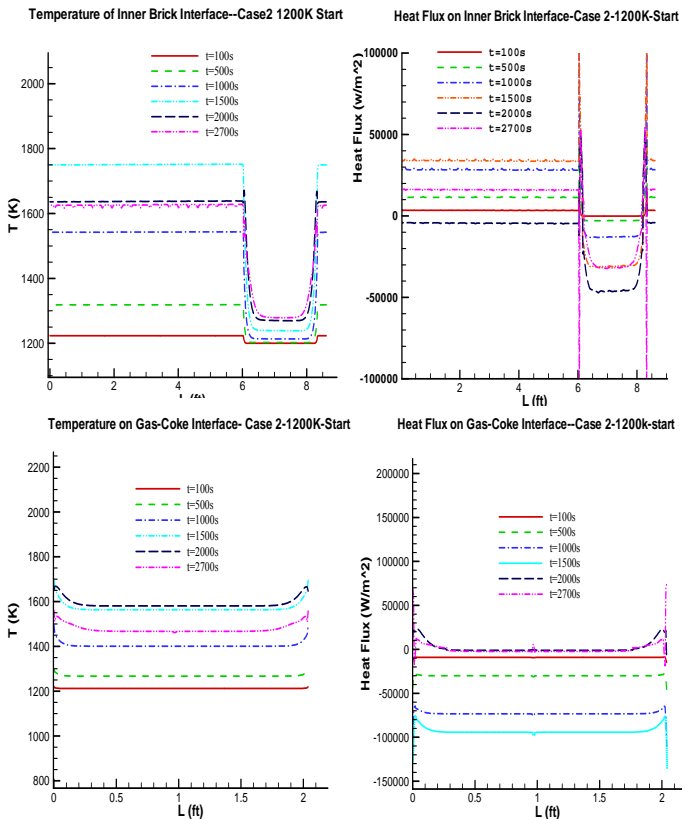 Temperature of Inner Brick Interface--Case2 1200K Start
T (K)
2000
1800
1600
1400
1200
t=100s
t=500s
t=1000s
t=1500s
t=2000s
t=2700s
0
2
4
6
8
L (ft)
Heat Flux on Inner Brick Interface-Case 2-1200K-Start
Heat Flux (w/m^2)
100000
50000
0
-50000
-100000
t=100s
t=500s
t=1000s
t=1500s
t=2000s
t=2700s
2
4
6
8
L (ft)
Temperature on Gas-Coke Interface- Case 2-1200K-Start
T (K)
2200
2000
1800
1600
1400
1200
1000
800
t=100s
t=500s
t=1000s
t=1500s
t=2000s
t=2700s
0
0.5
1
1.5
2
L (ft)
Heat Flux on Gas-Coke Interface--Case 2-1200k-start
Heat Flux (W/m^2)
200000
150000
100000
50000
0
-50000
-100000
-150000
t=100s
t=500s
t=1000s
t=1500s
t=2000s
t=2700s
0
0.5
1
1.5
2
L (ft)